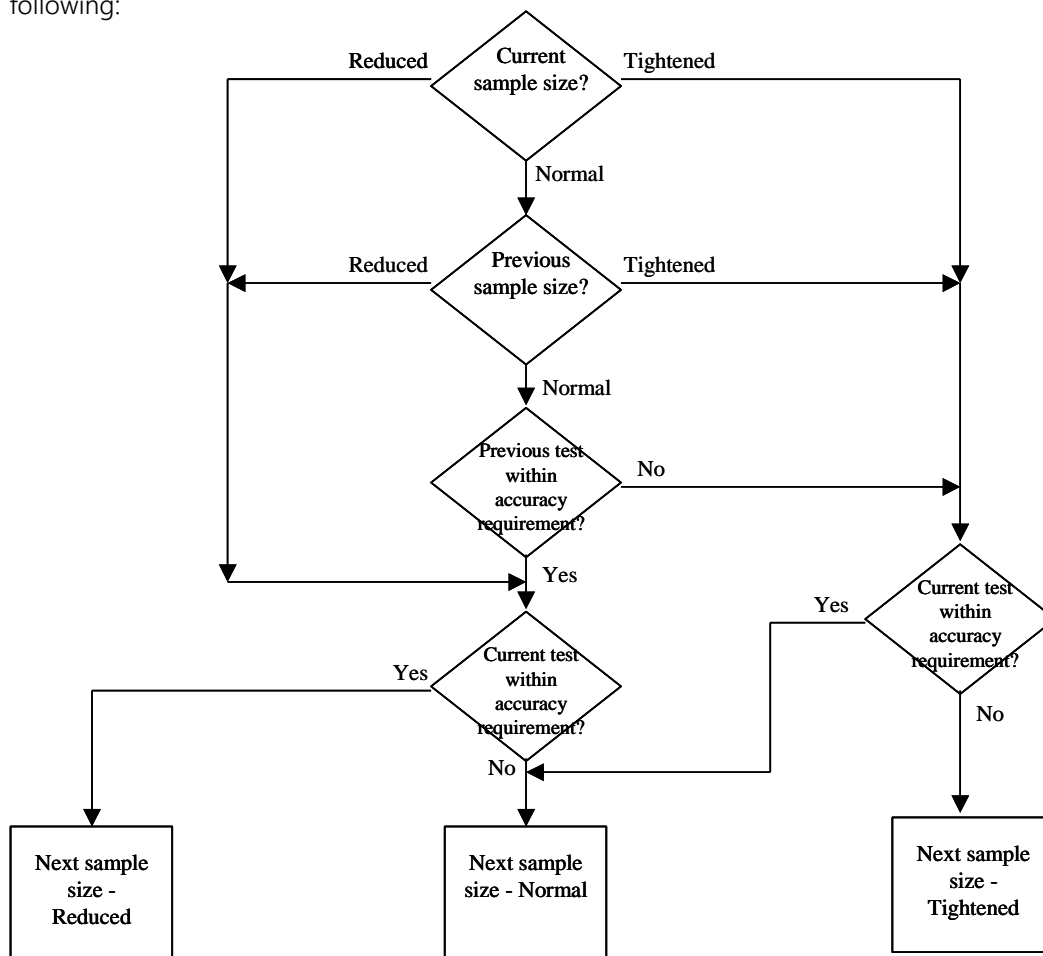 following:
Reduced
Current
sample size?
Tightened
Normal
Reduced
Previous
sample size?
Tightened
Normal
Previous test
within
accuracy
requirement?
No
Yes
Current test
within
accuracy
requirement?
Yes
No
Yes
Current test
within
accuracy
requirement?
No
Next sample
size -
Reduced
Next sample
size - Normal
Next sample
size -
Tightened